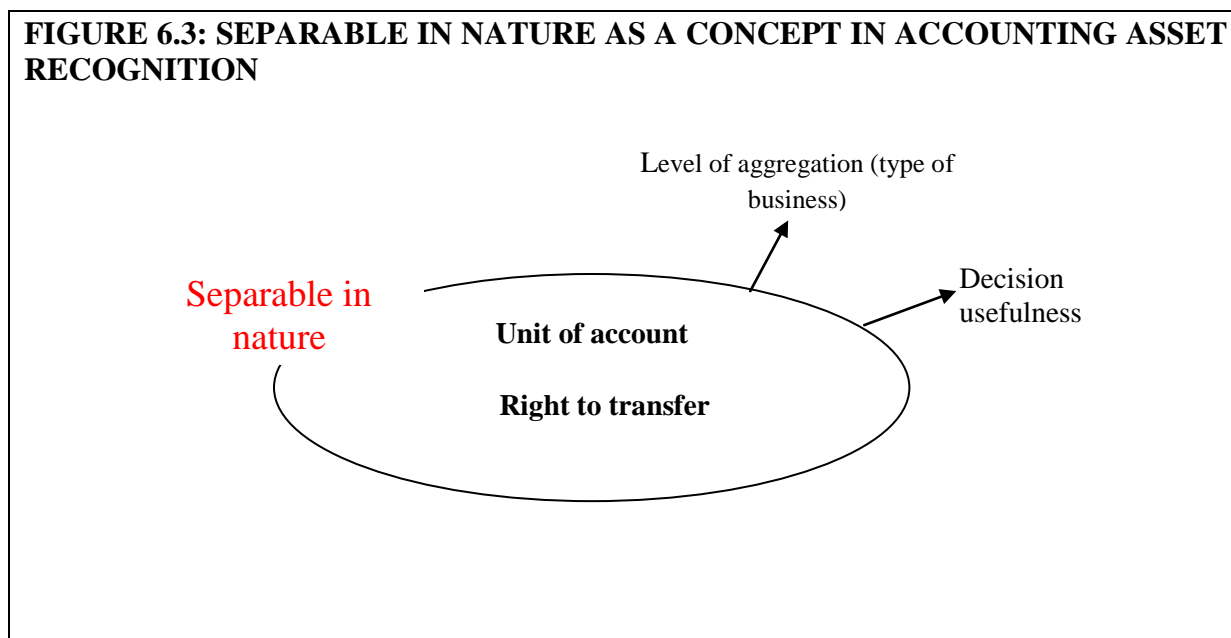 FIGURE 6.3: SEPARABLE IN NATURE AS A CONCEPT IN ACCOUNTING ASSET
RECOGNITION
Level of aggregation (type of
business)
Separable in
nature
Decision
usefulness
Unit of account
Right to transfer